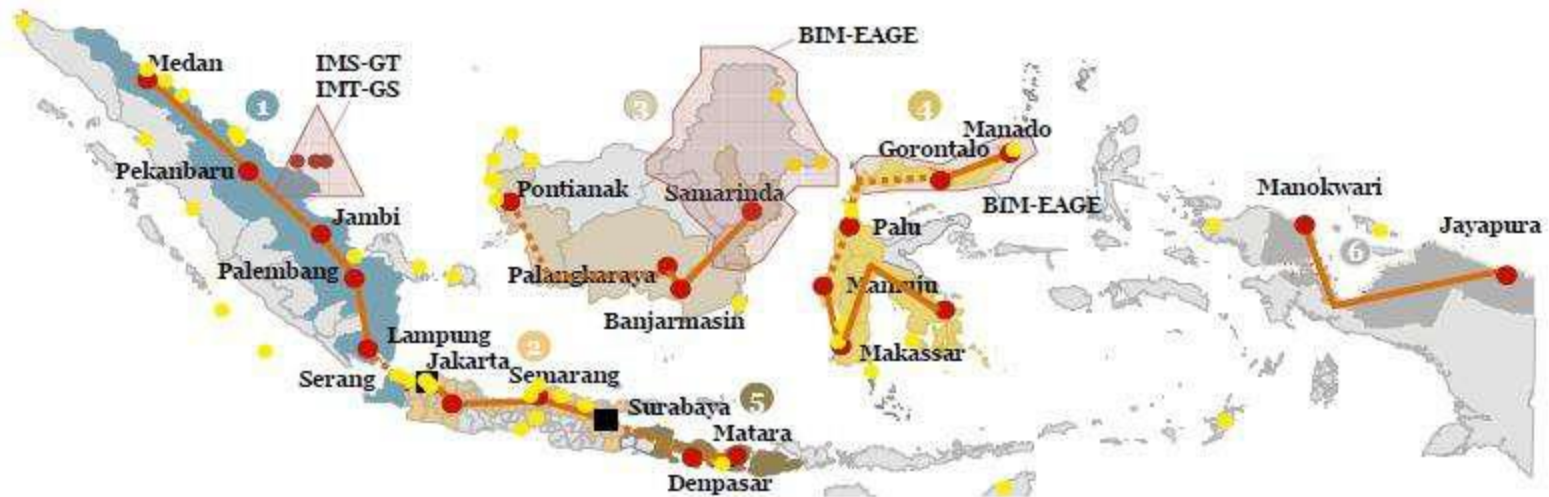 BIM-EAGE
Medan
IMS-GT
IMT-GS
1
3
4
Manado
Gorontalo
Pekanbaru
Pontianak
Samarinda
BIM-EAGE
Manokwari
Jambi
Palu
Jayapura
6
Palembang
Palangkaraya
Mamuju
Banjarmasin
Lampung
2
Jakarta
Makassar
Serang
Semarang
5
Surabaya
Matara
Denpasar